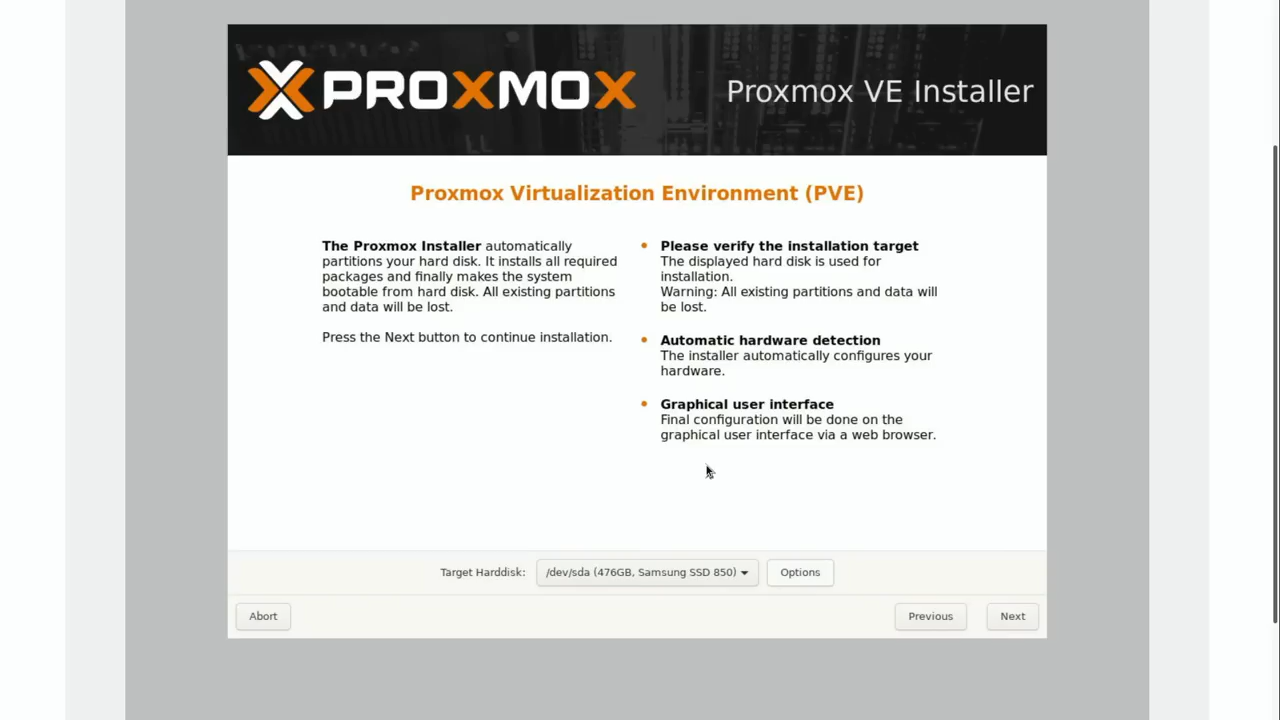 PROXMOX
Proxmox VE Installer
Proxmox Virtualization Environment (PVE)
The Proxmox Installer automatically
partitions your hard disk. It installs all required
packages and finally makes the system
bootable from hard disk. All existing partitions
and data will be lost.
Press the Next button to continue installation.
Please verify the installation target
The displayed hard disk is used for
installation.
Warning: All existing partitions and data will
be lost.
Automatic hardware detection
The installer automatically configures your
hardware.
Graphical user interface
Final configuration will be done on the
graphical user interface via a web browser.
Target Harddisk: /dev/sda (476GB, Samsung SSD 850) Options
Abort Previous Next